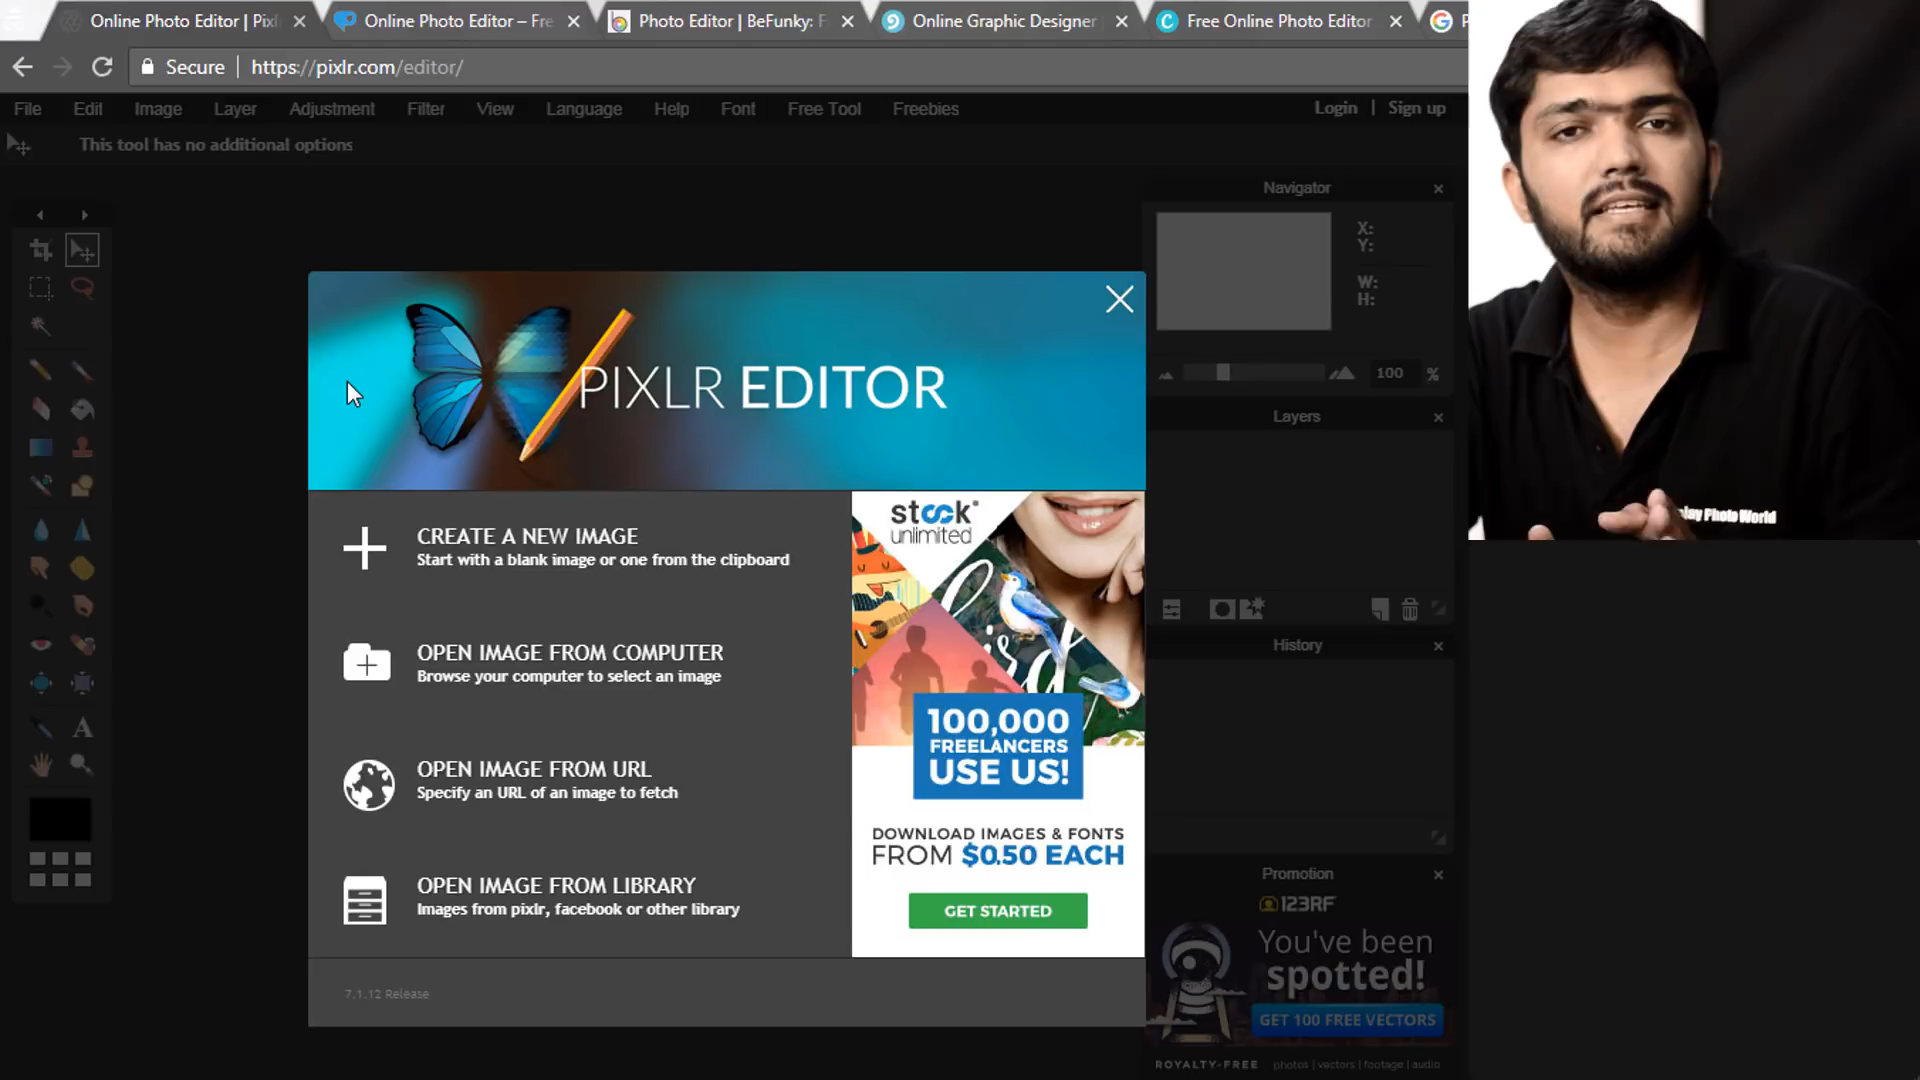 Online Photo Editor | Pixl
Online Photo Editor – Fre
Photo Editor | BeFunky: F
Online Graphic Designer
Free Online Photo Editor
Secure | https://pixlr.com/editor/
File Edit Image Layer Adjustment Filter View Language Help Font Free Tool Freebies
Login | Sign up
This tool has no additional options
Navigator
X:
Y:
W:
H:
100 %
Layers
History
PIXLR EDITOR
CREATE A NEW IMAGE
Start with a blank image or one from the clipboard
OPEN IMAGE FROM COMPUTER
Browse your computer to select an image
OPEN IMAGE FROM URL
Specify an URL of an image to fetch
OPEN IMAGE FROM LIBRARY
Images from pixlr, facebook or other library
7.1.12 Release
stock
unlimited
100,000
FREELANCERS
USE US!
DOWNLOAD IMAGES & FONTS
FROM $0.50 EACH
GET STARTED
Promotion
123RF
You've been
spotted!
GET 100 FREE VECTORS
ROYALTY-FREE photos | vectors | footage | audio
Photo World